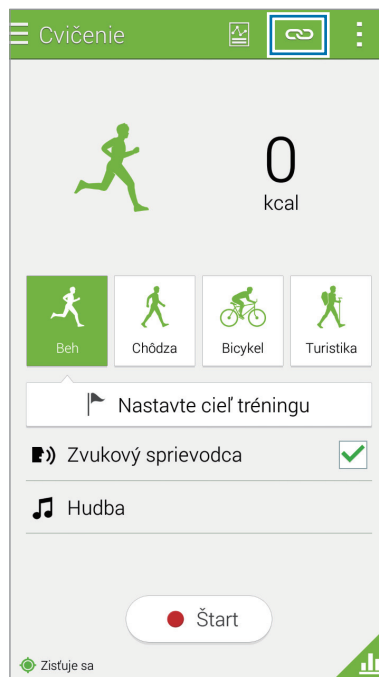 Cvičenie
0
kcal
Beh
Chôdza
Bicykel
Turistika
Nastavte cieľ tréningu
Zvukový sprievodca
Hudba
Štart
Zisťuje sa